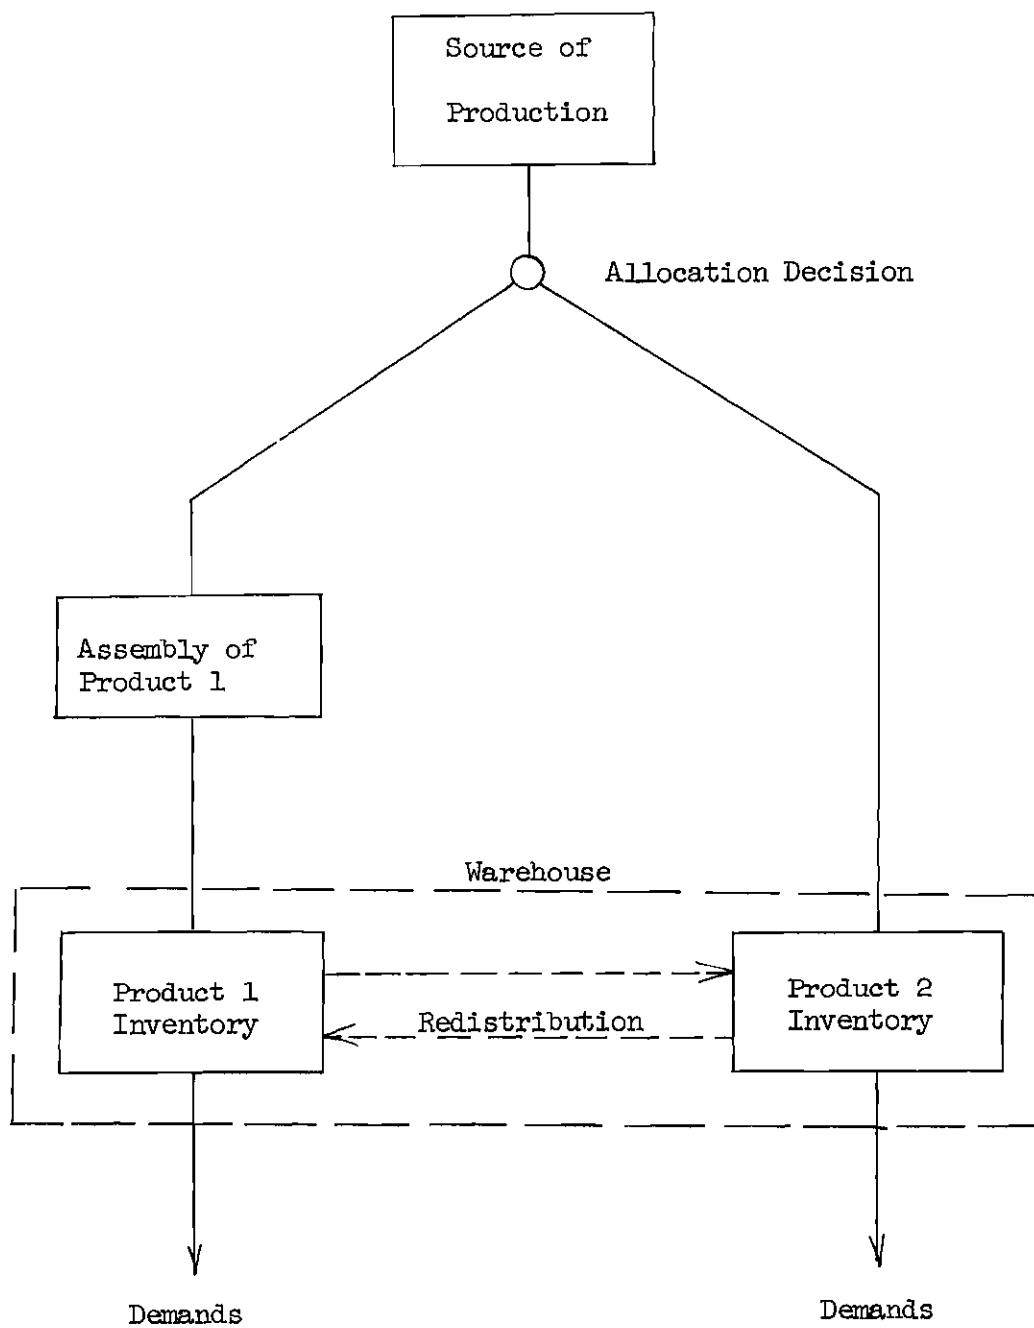 Source of
Production
Allocation Decision
Assembly of
Product 1
Warehouse
Product 1
Inventory
Redistribution
Product 2
Inventory
Demands
Demands